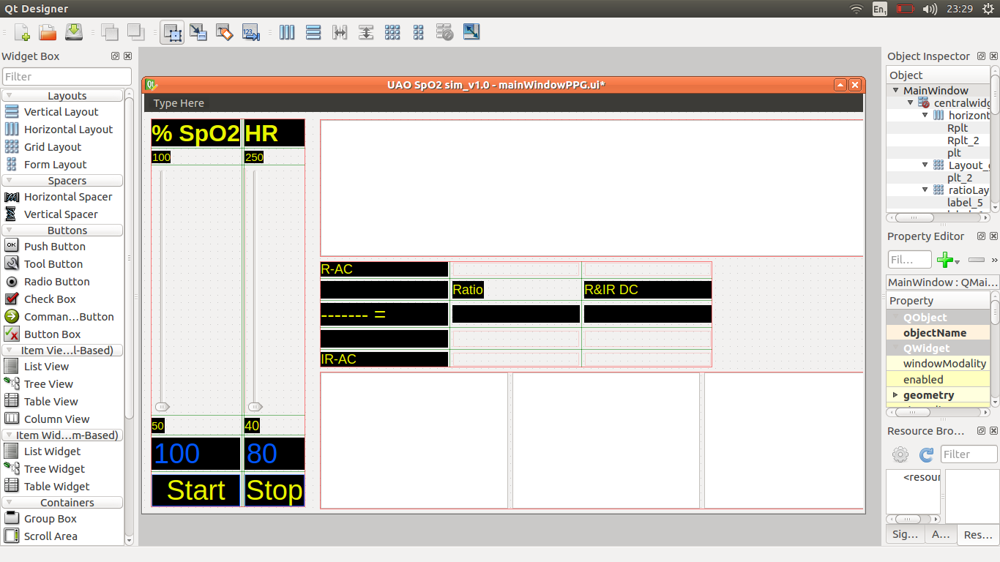 Qt Designer
En1
23:29
Widget Box
Filter
Layouts
Vertical Layout
Horizontal Layout
Grid Layout
Form Layout
Spacers
Horizontal Spacer
Vertical Spacer
Buttons
Push Button
OK
Tool Button
Radio Button
Check Box
Comman...Button
Button Box
Item Vie...l-Based)
List View
Tree View
Table View
Column View
Item Wid...m-Based)
List Widget
Tree Widget
Table Widget
Containers
Group Box
Scroll Area
UAO SpO2 sim_v1.0 - mainWindowPPG.ui*
Type Here
% SpO2 HR
100 250
50 40
100 80
Start Stop
R-AC
Ratio R&IR DC
------- =
IR-AC
Object Inspector
Object
MainWindow
centralwidg
horizont
Rplt
Rplt_2
plt
Layout_
plt_2
ratioLay
label_5
Property Editor
Fil...
MainWindow : QMai...
Property
QObject
objectName
QWidget
windowModality
enabled
geometry
Resource Bro...
Filter
<resour
Sig... A... Res...